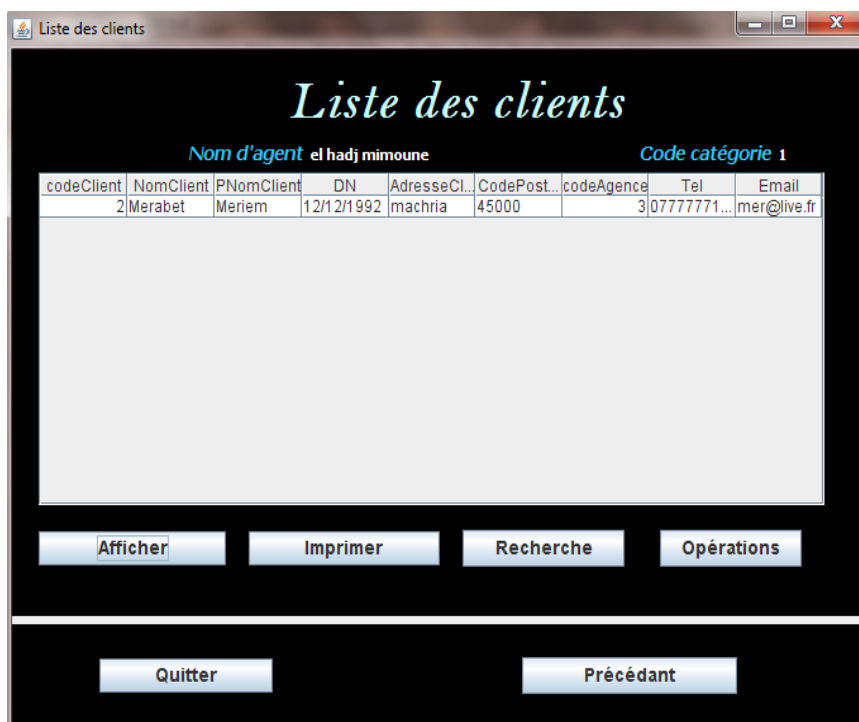 Liste des clients
Liste des clients
Nom d'agent el hadj mimoune Code catégorie 1
codeClient NomClient PNomClient DN AdresseCl... CodePost... codeAgence Tel Email
2 Merabet Meriem 12/12/1992 machria 45000 3 07777771... mer@live.fr
Afficher Imprimer Recherche Opérations
Quitter Précédant